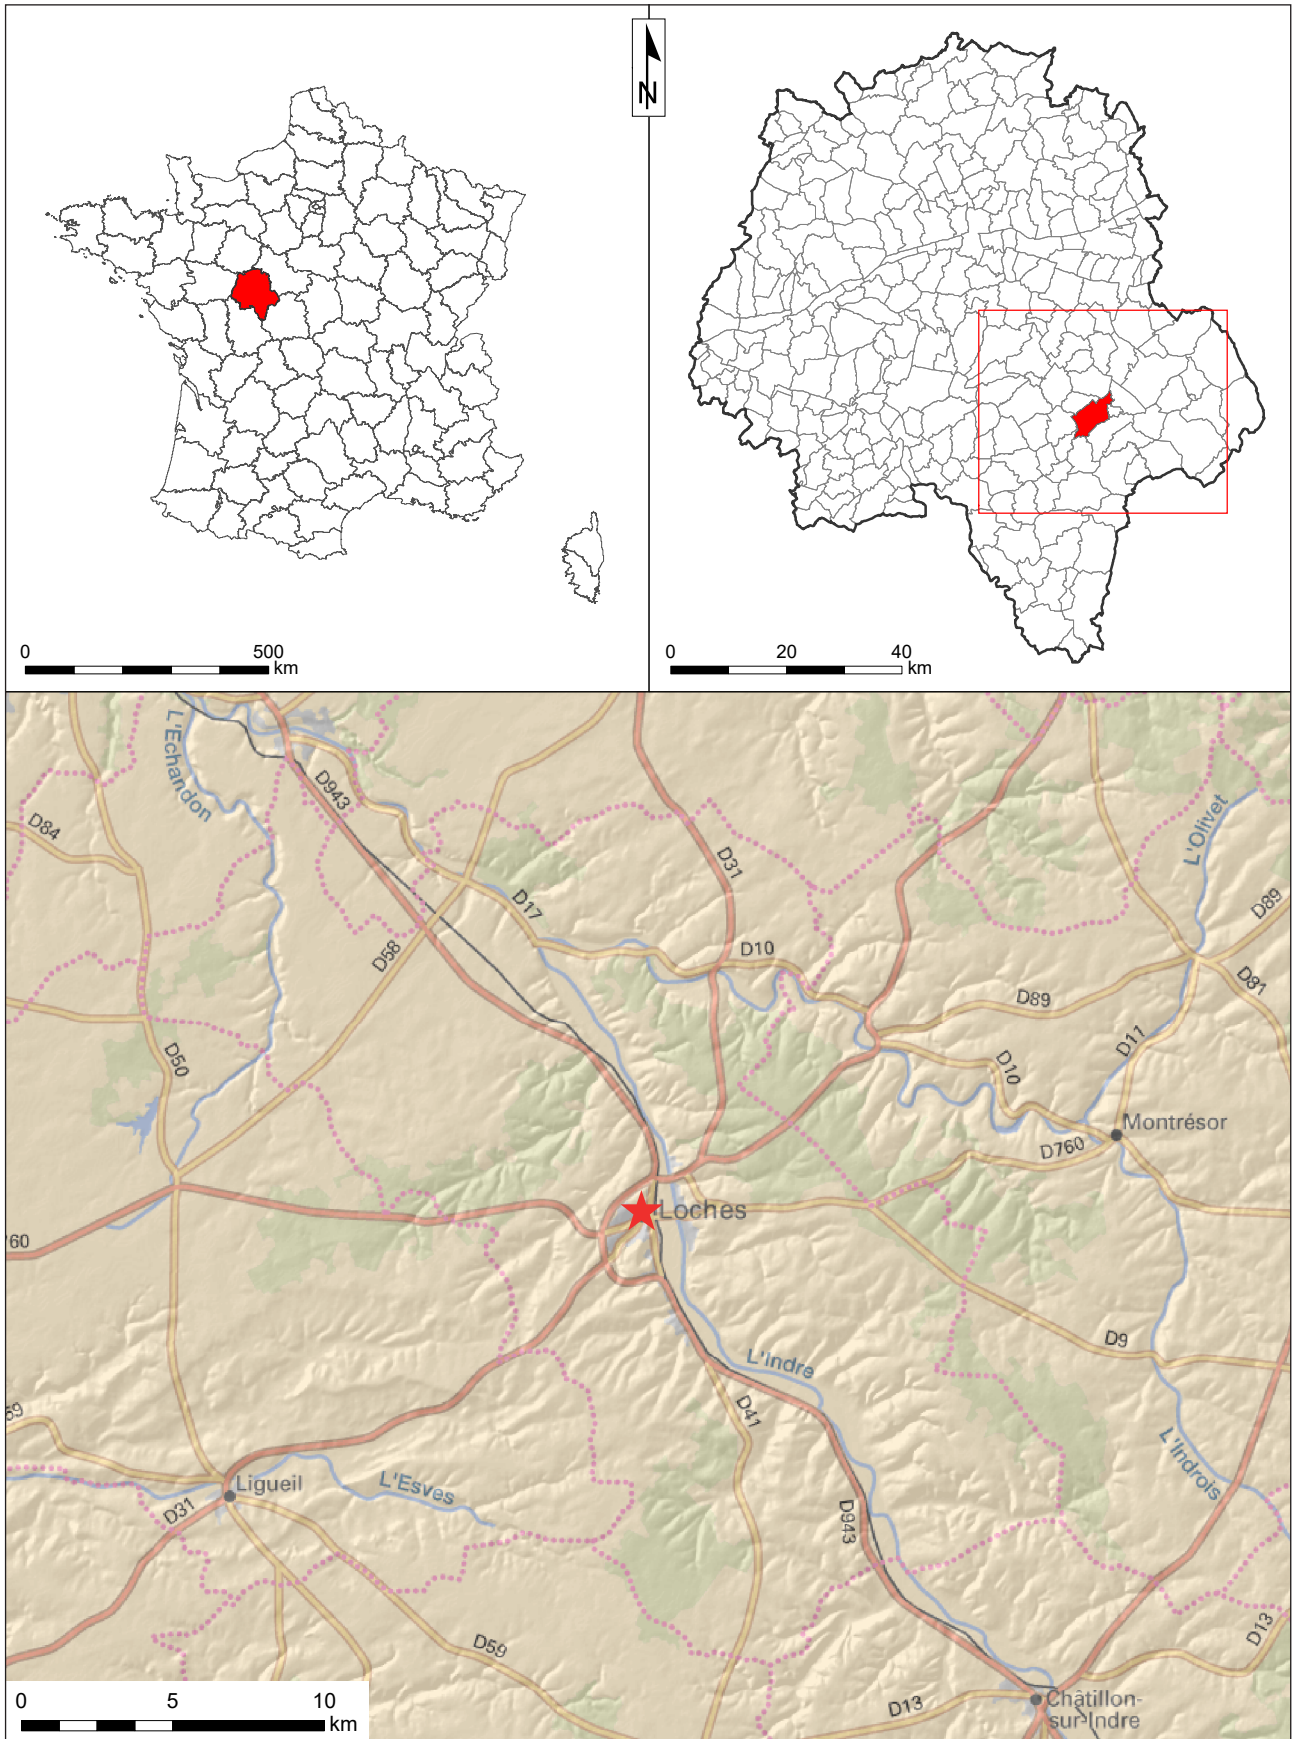 N
0 500 km
0 20 40 km
L'Echandon
D943
D84
L'Olivet
D31
D89
D17
D10
D58
D81
D89
D11
D50
D10
Montrésor
D760
Loches
'60
D9
L'Indre
D41
L'Indrois
Ligueil
L'Esves
D31
D943
D13
D59
0 5 10 km
D13
Châtillon-
sur-Indre